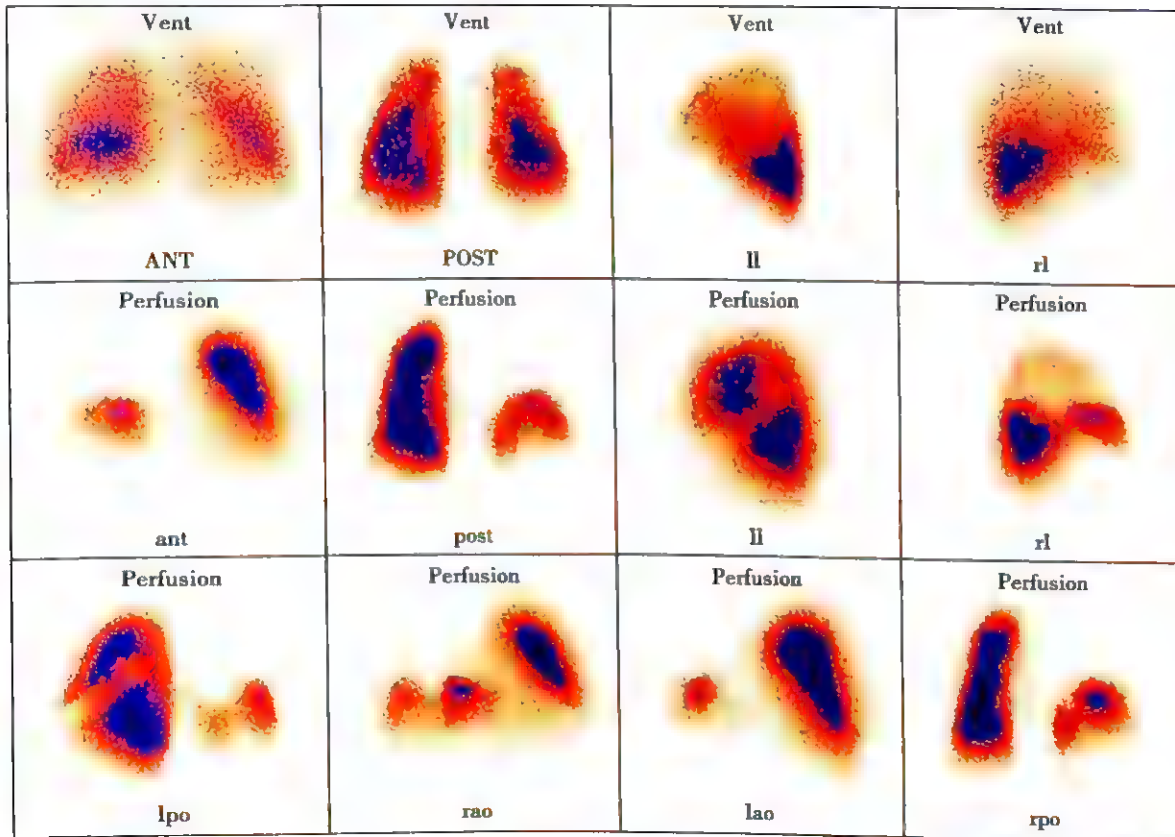 Vent
Vent
Vent
Vent
ANT
POST
ll
rl
Perfusion
Perfusion
Perfusion
Perfusion
ant
post
ll
rl
Perfusion
Perfusion
Perfusion
Perfusion
lpo
rao
lao
rpo